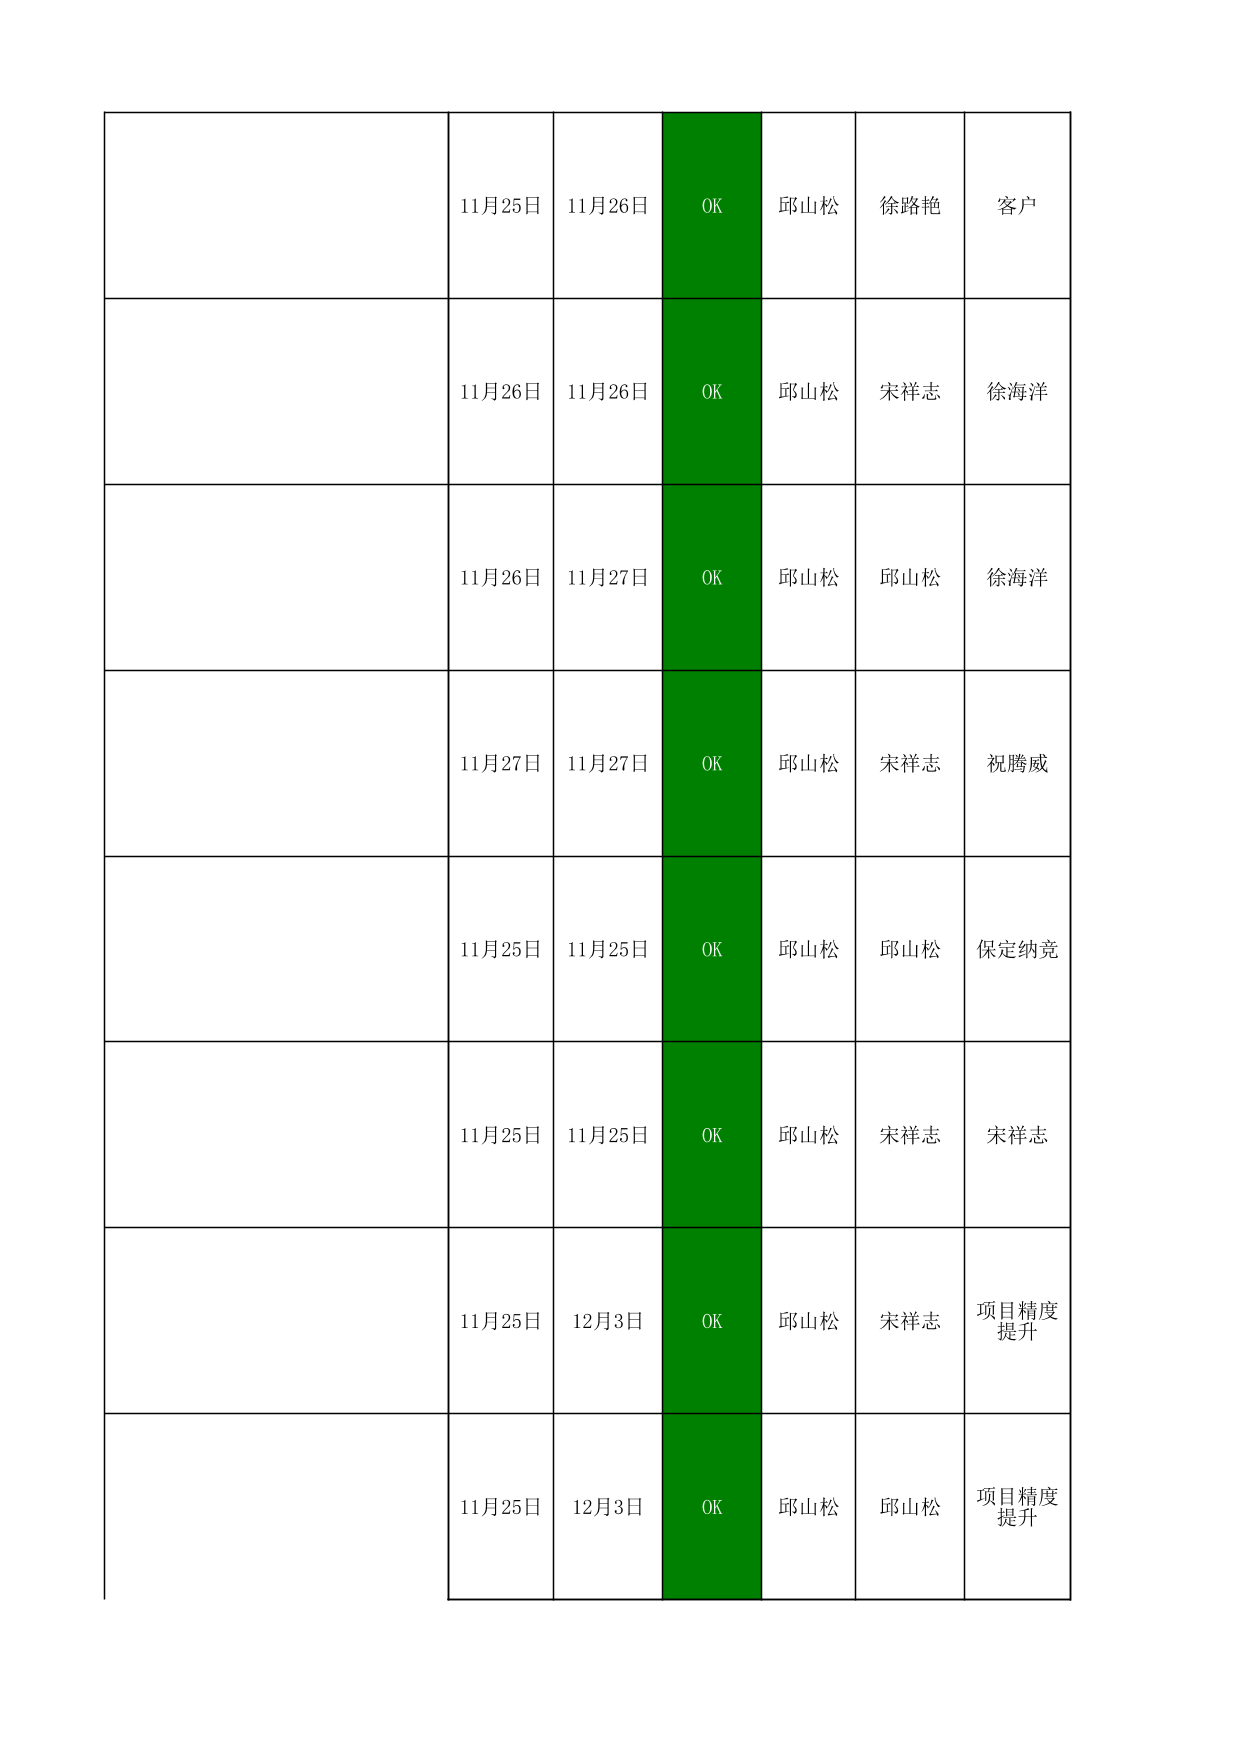 11月25日 11月26日 OK 邱山松 徐路艳 客户
11月26日 11月26日 OK 邱山松 宋祥志 徐海洋
11月26日 11月27日 OK 邱山松 邱山松 徐海洋
11月27日 11月27日 OK 邱山松 宋祥志 祝腾威
11月25日 11月25日 OK 邱山松 邱山松 保定纳竞
11月25日 11月25日 OK 邱山松 宋祥志 宋祥志
11月25日 12月3日 OK 邱山松 宋祥志 项目精度
提升
11月25日 12月3日 OK 邱山松 邱山松 项目精度
提升